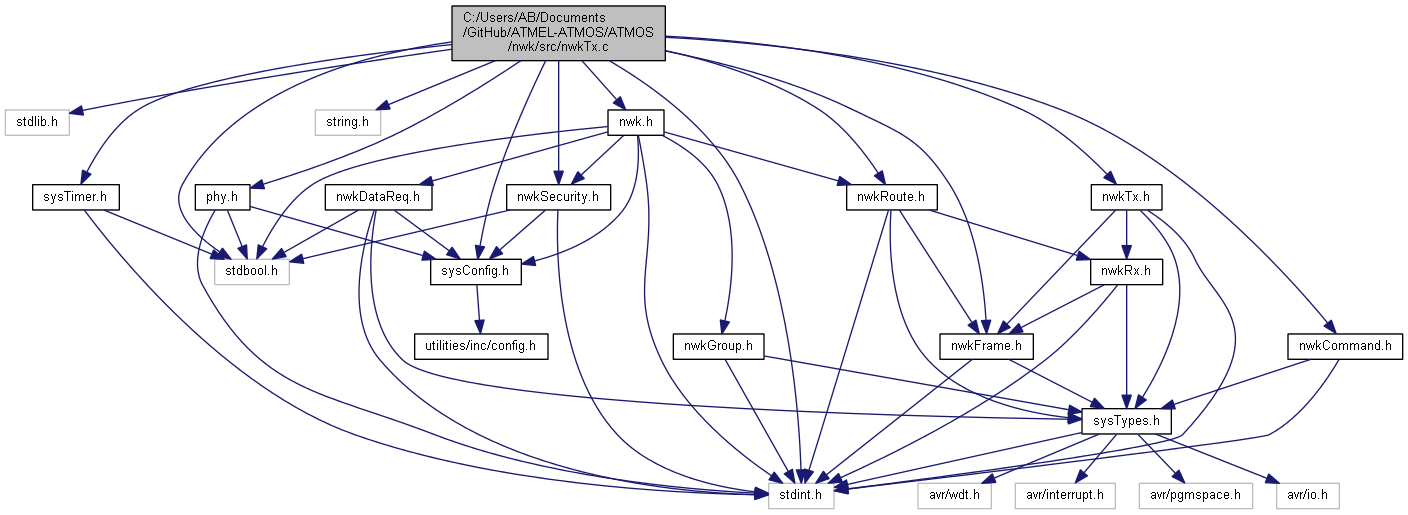 C:/Users/AB/Documents
/GitHub/ATMEL-ATMOS/ATMOS
/nwk/src/nwkTx.c
stdlib.h
string.h
nwk.h
sysTimer.h
phy.h
nwkDataReq.h
nwkSecurity.h
nwkRoute.h
nwkTx.h
stdbool.h
sysConfig.h
nwkRx.h
utilities/inc/config.h
nwkGroup.h
nwkFrame.h
nwkCommand.h
sysTypes.h
stdint.h
avr/wdt.h
avr/interrupt.h
avr/pgmspace.h
avr/io.h